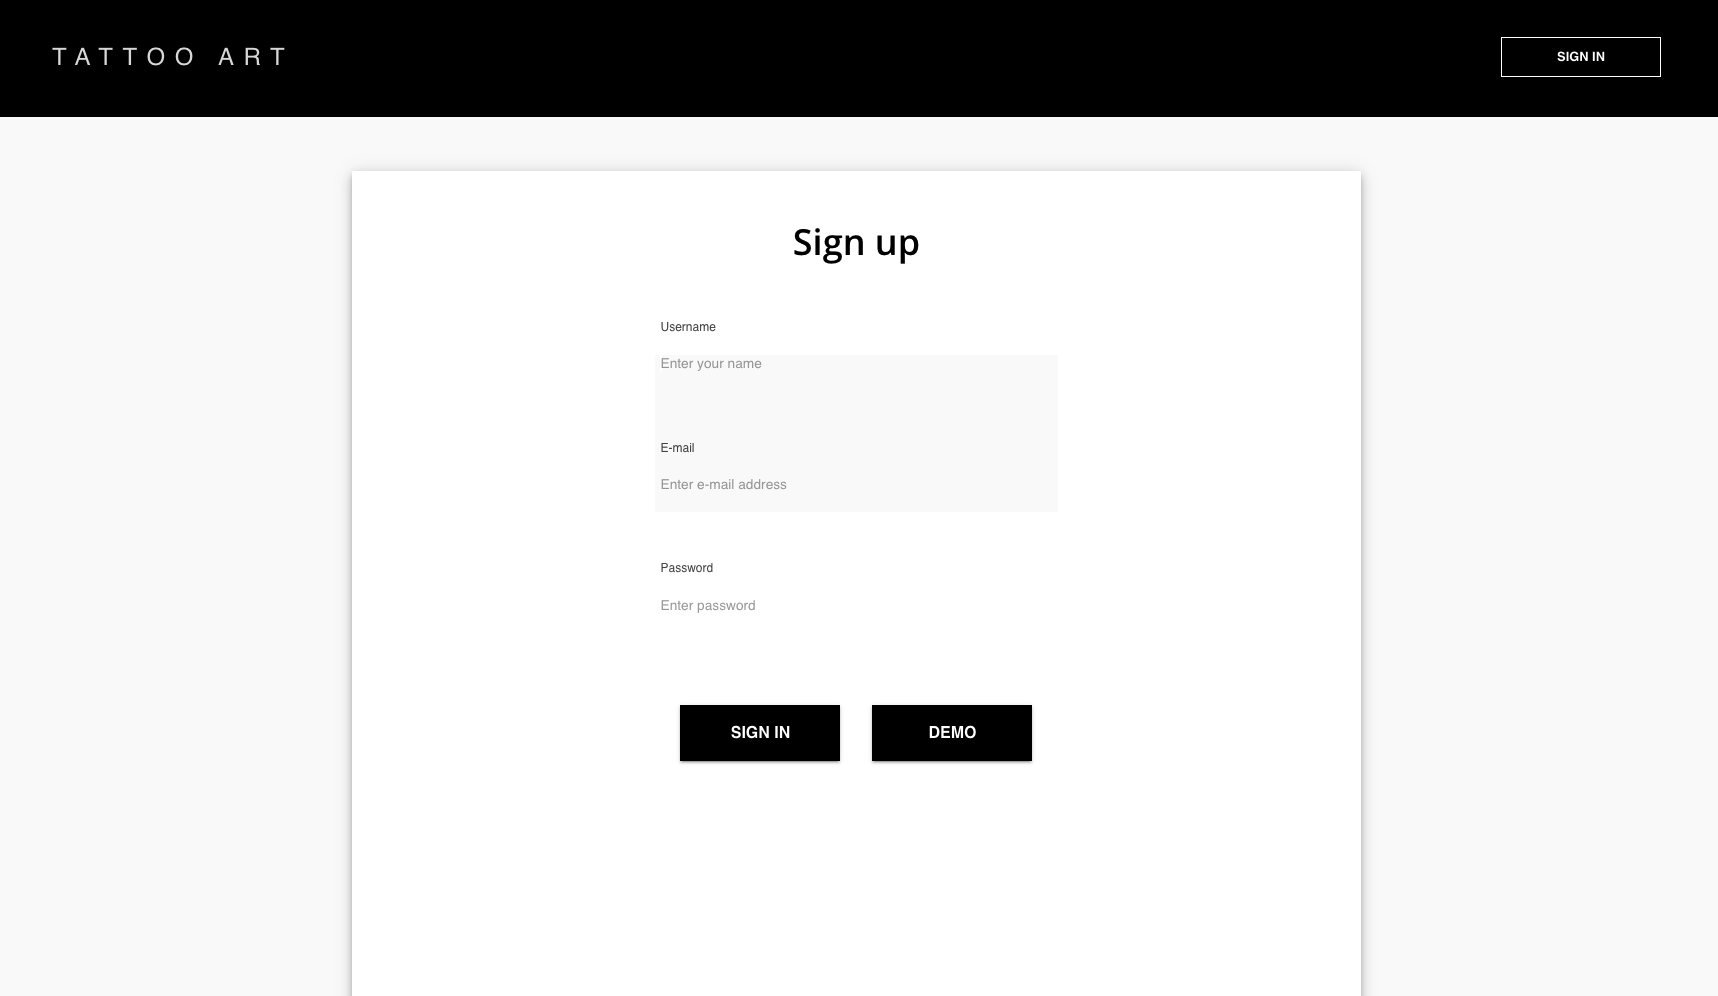 TATTOO ART
SIGN IN
Sign up
Username
Enter your name
E-mail
Enter e-mail address
Password
Enter password
SIGN IN
DEMO